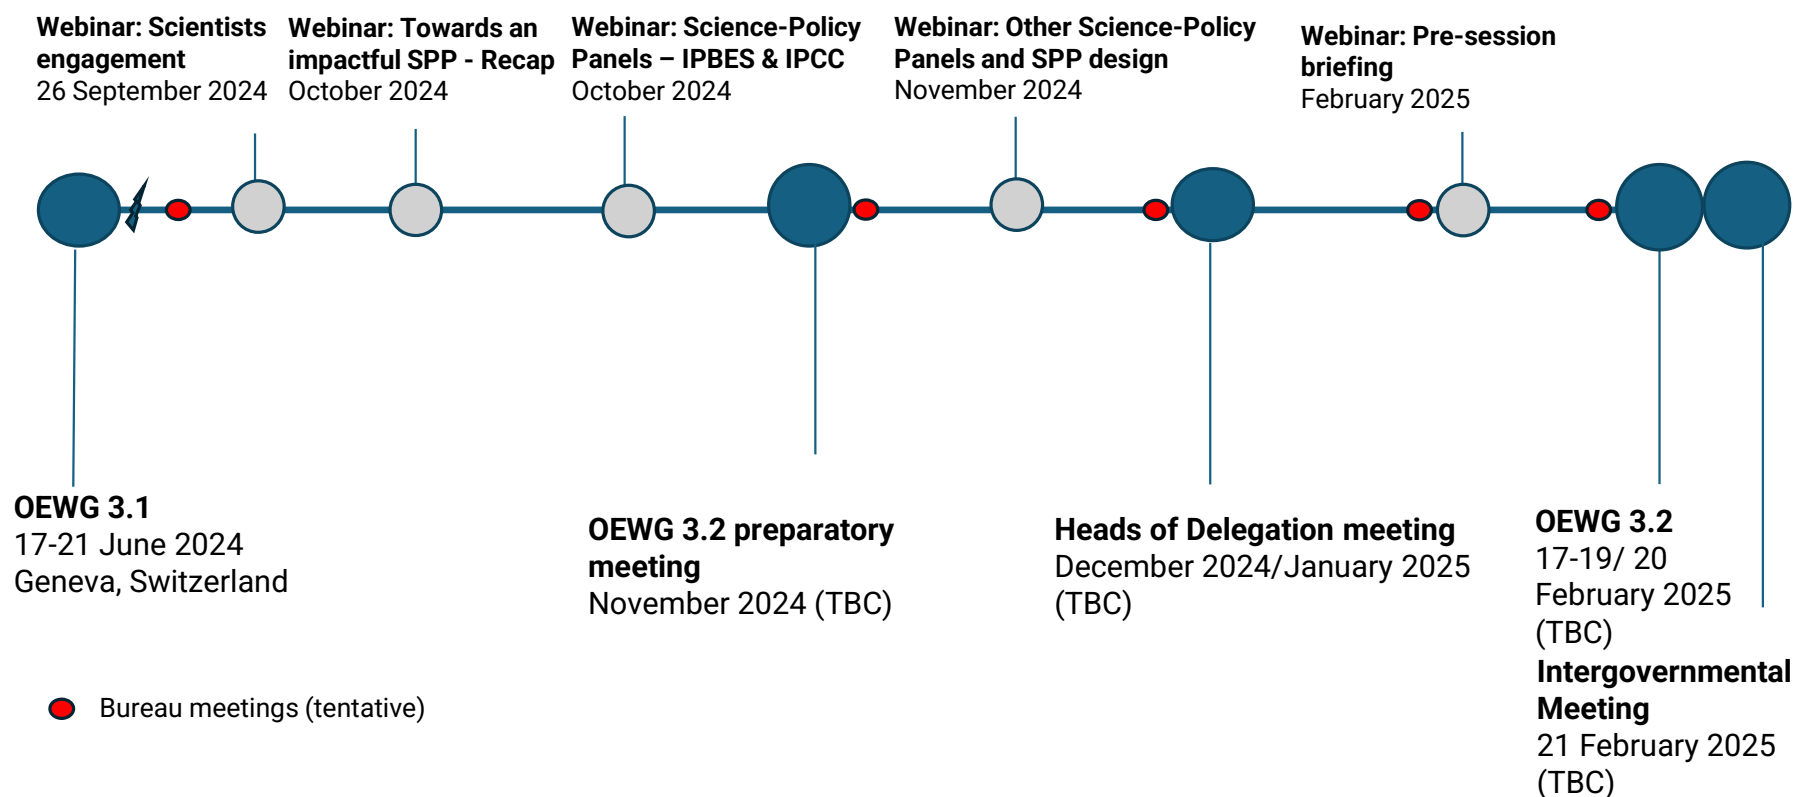 Webinar: Scientists
engagement
26 September 2024
Webinar: Towards an
impactful SPP - Recap
October 2024
Webinar: Science-Policy
Panels – IPBES & IPCC
October 2024
Webinar: Other Science-Policy
Panels and SPP design
November 2024
Webinar: Pre-session
briefing
February 2025
OEWG 3.1
17-21 June 2024
Geneva, Switzerland
OEWG 3.2 preparatory
meeting
November 2024 (TBC)
Heads of Delegation meeting
December 2024/January 2025
(TBC)
OEWG 3.2
17-19/ 20
February 2025
(TBC)
Intergovernmental
Meeting
21 February 2025
(TBC)
Bureau meetings (tentative)